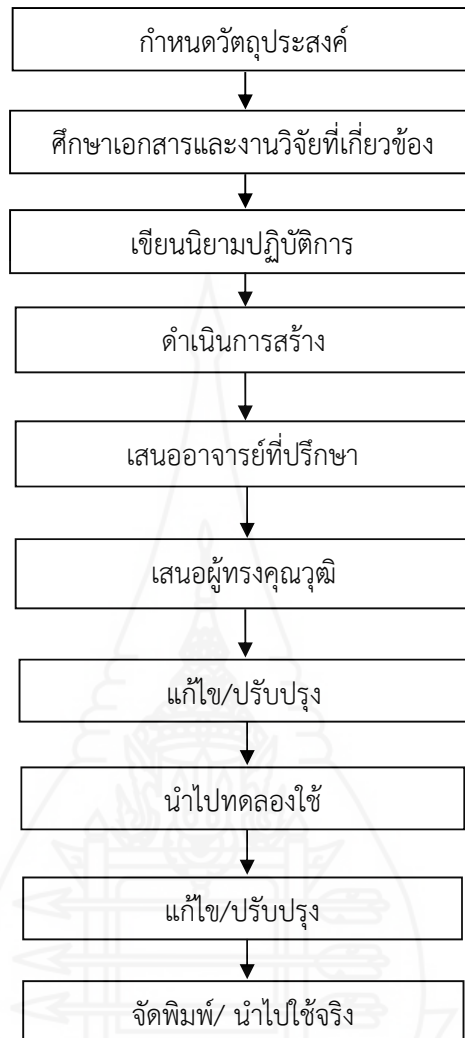 กำหนดวัตถุประสงค์
ศึกษาเอกสารและงานวิจัยที่เกี่ยวข้อง
เขียนนิยามปฏิบัติการ
ดำเนินการสร้าง
เสนออาจารย์ที่ปรึกษา
เสนอผู้ทรงคุณวุฒิ
แก้ไข/ปรับปรุง
นำไปทดลองใช้
แก้ไข/ปรับปรุง
จัดพิมพ์/ นำไปใช้จริง